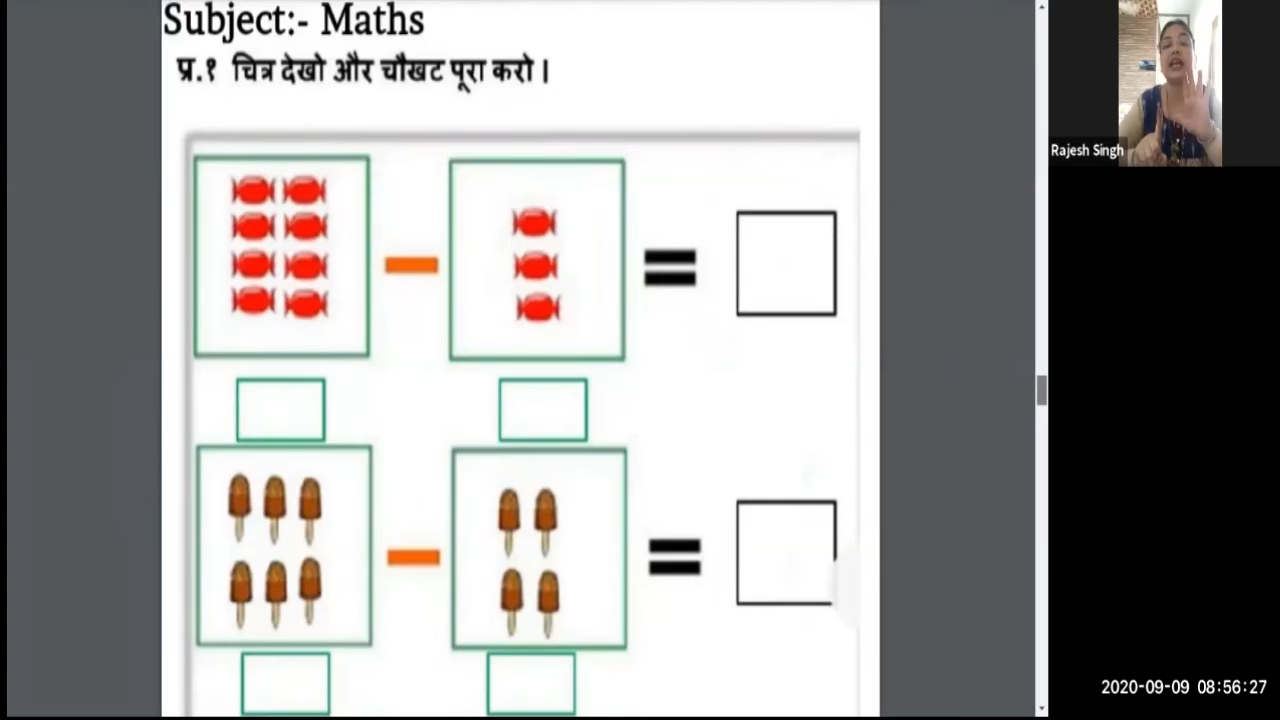 Subject:- Maths
प्र.१ चित्र देखो और चौखट पूरा करो ।
Rajesh Singh
2020-09-09 08:56:27